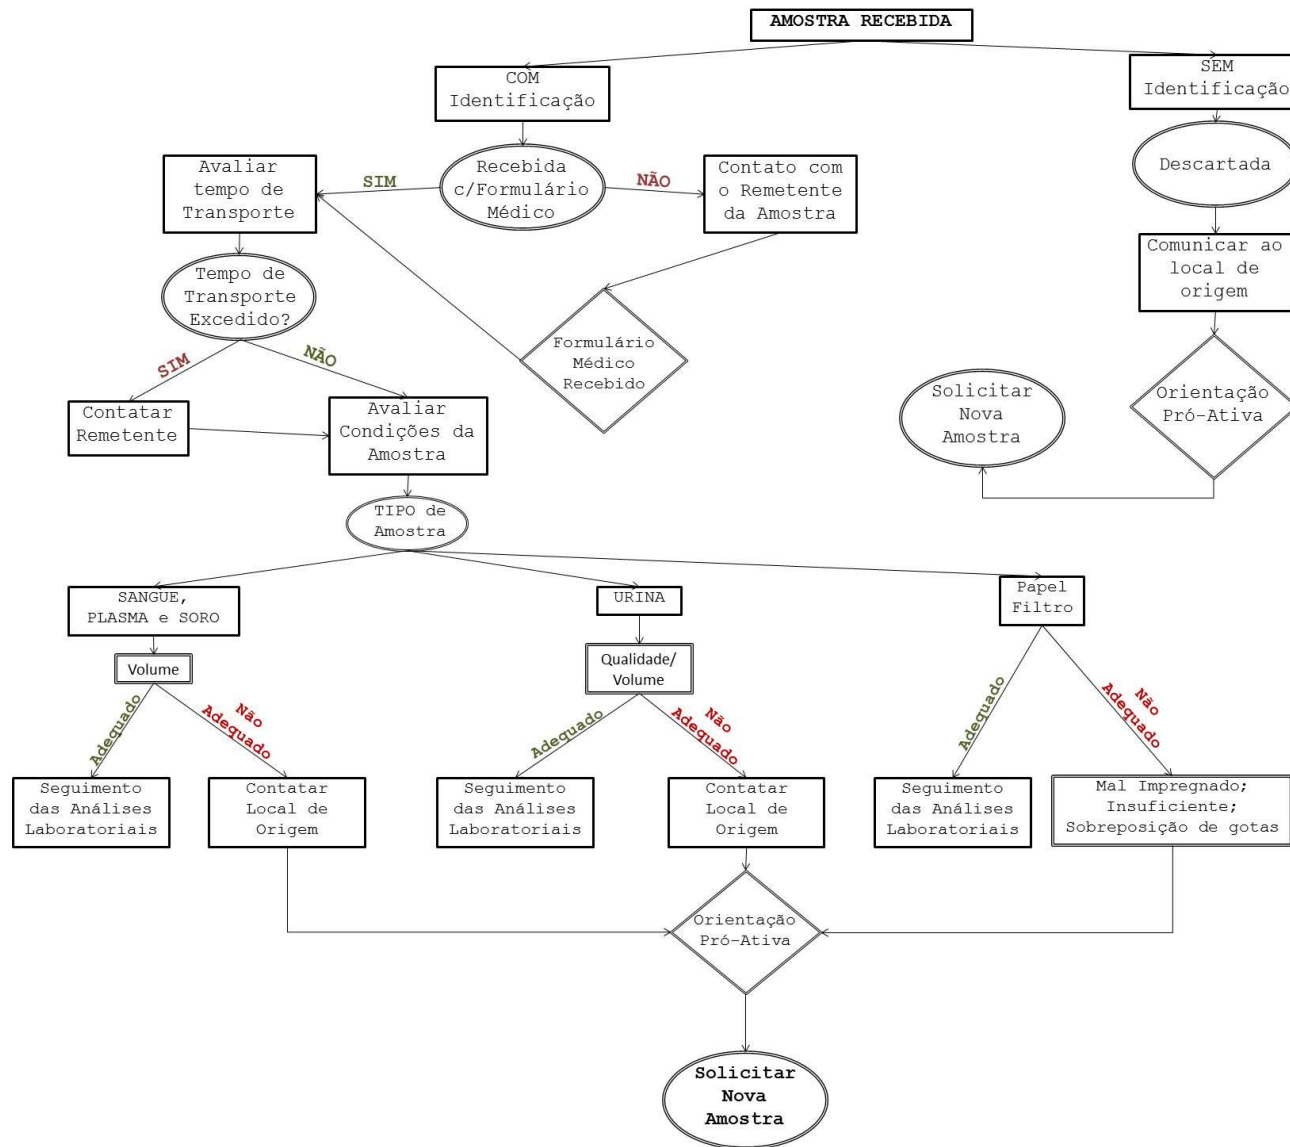 AMOSTRA RECEBIDA
COM
Identificação
SEM
Identificação
Avaliar
tempo de
Transporte
SIM
Recebida
c/Formulário
Médico
NÃO
Contato com
o Remetente
da Amostra
Descartada
Comunicar ao
local de
origem
Tempo de
Transporte
Excedido?
Formulário
Médico
Recebido
SIM
NÃO
Orientação
Pró-Ativa
Solicitar
Nova
Amostra
Contatar
Remetente
Avaliar
Condições da
Amostra
TIPO de
Amostra
SANGUE,
PLASMA e SORO
URINA
Papel
Filtro
Volume
Qualidade/
Volume
Adequado
Não
Adequado
Adequado
Não
Adequado
Adequado
Não
Adequado
Seguimento
das Análises
Laboratoriais
Contatar
Local de
Origem
Seguimento
das Análises
Laboratoriais
Contatar
Local de
Origem
Seguimento
das Análises
Laboratoriais
Mal Impregnado;
Insuficiente;
Sobreposição de gotas
Orientação
Pró-Ativa
Solicitar
Nova
Amostra